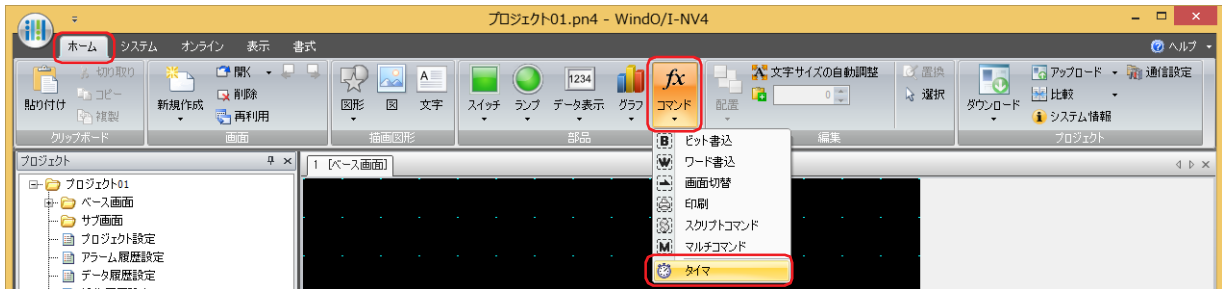 プロジェクト01.pn4 - WindO/I-NV4
ホーム システム オンライン 表示 書式 ヘルプ
貼り付け 切り取り コピー 複製 クリップボード
新規作成 開く 削除 再利用 画面
図形 図 文字 描画図形
スイッチ ランプ 1234 データ表示 グラフ fx コマンド 部品
配置 文字サイズの自動調整 0 置換 選択 編集
ダウンロード アップロード 比較 システム情報 通信設定 プロジェクト
プロジェクト
1 [ベース画面]
プロジェクト01
ベース画面
サブ画面
プロジェクト設定
アラーム履歴設定
データ履歴設定
B ビット書込
W ワード書込
画面切替
印刷
S スクリプトコマンド
M マルチコマンド
タイマ